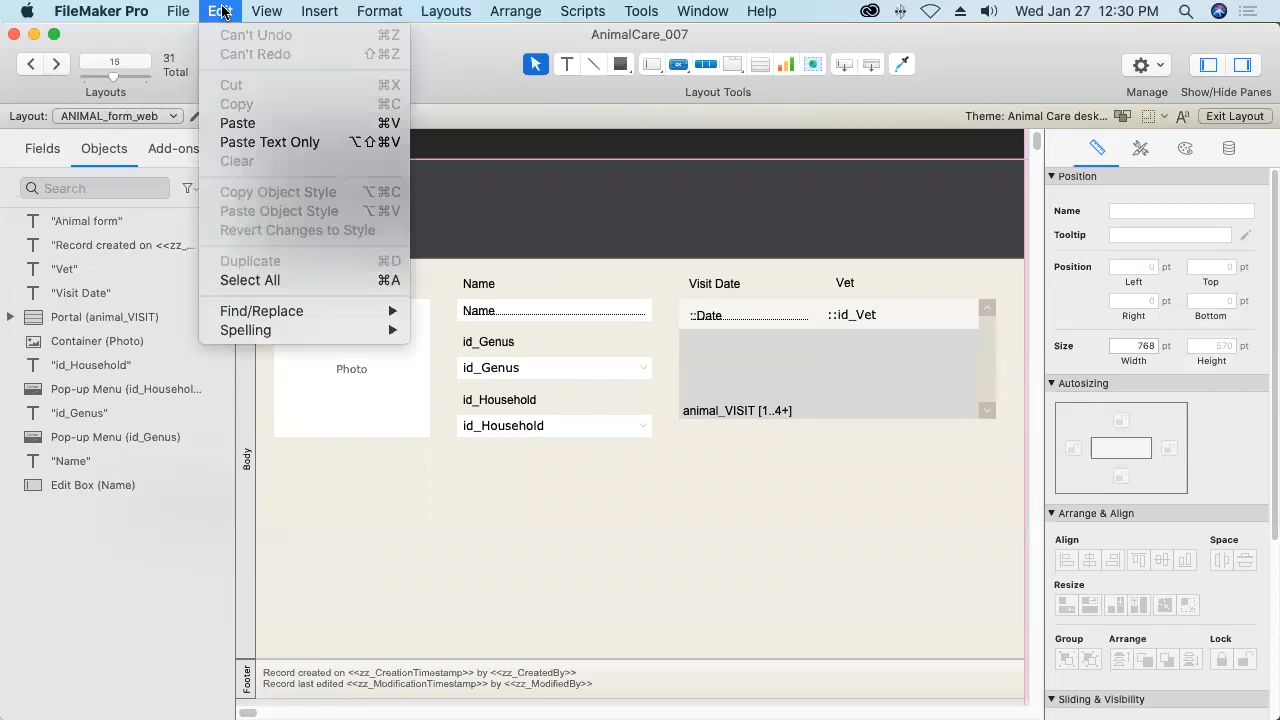 FileMaker Pro File Edit View Insert Format Layouts Arrange Scripts Tools Window Help Wed Jan 27 12:30 PM
AnimalCare_007
18
31
Total
Layouts
Layout Tools
Manage
Show/Hide Panes
Layout: ANIMAL_form_web
Theme: Animal Care desk...
Exit Layout
Can't Undo ⌘Z
Can't Redo ⇧⌘Z
Cut ⌘X
Copy ⌘C
Paste ⌘V
Paste Text Only ⌥⇧⌘V
Clear
Copy Object Style ⌥⌘C
Paste Object Style ⌥⌘V
Revert Changes to Style
Duplicate ⌘D
Select All ⌘A
Find/Replace
Spelling
Fields Objects Add-ons
Search
"Animal form"
"Record created on <<zz_...
"Vet"
"Visit Date"
Portal (animal_VISIT)
Container (Photo)
"id_Household"
Pop-up Menu (id_Househol...
"id_Genus"
Pop-up Menu (id_Genus)
"Name"
Edit Box (Name)
Photo
Name
Name
id_Genus
id_Genus
id_Household
id_Household
Visit Date Vet
::Date ::id_Vet
animal_VISIT [1..4+]
Body
Footer
Record created on <<zz_CreationTimestamp>> by <<zz_CreatedBy>>
Record last edited <<zz_ModificationTimestamp>> by <<zz_ModifiedBy>>
Position
Name
Tooltip
Position 0 pt 0 pt
Left Top
0 pt 0 pt
Right Bottom
Size 768 pt 570 pt
Width Height
Autosizing
Arrange & Align
Align Space
Resize
Group Arrange Lock
Sliding & Visibility